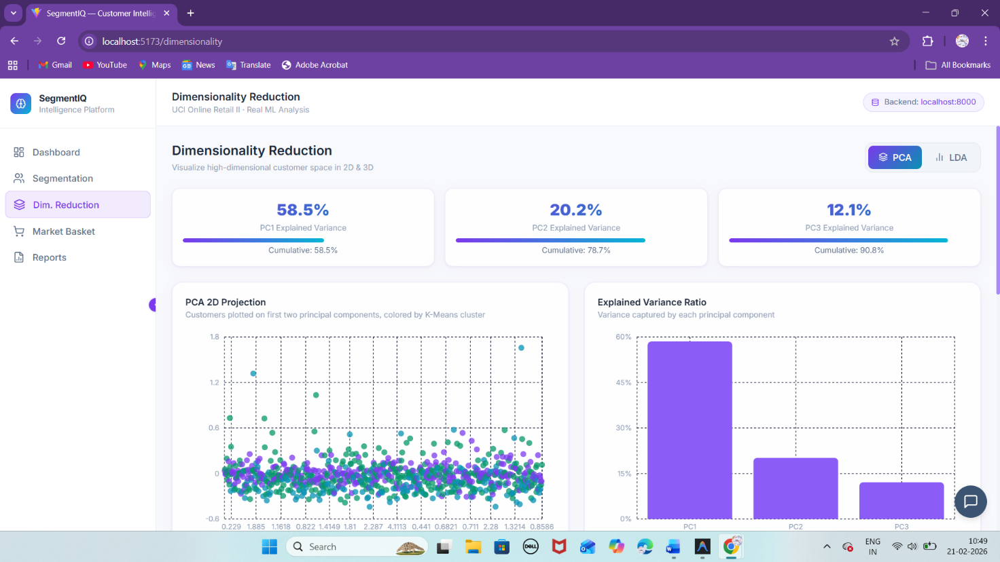 SegmentIQ — Customer Intellig
localhost:5173/dimensionality
Gmail
YouTube
Maps
News
Translate
Adobe Acrobat
All Bookmarks
SegmentIQ
Intelligence Platform
Dashboard
Segmentation
Dim. Reduction
Market Basket
Reports
Dimensionality Reduction
UCI Online Retail II · Real ML Analysis
Backend: localhost:8000
Dimensionality Reduction
Visualize high-dimensional customer space in 2D & 3D
PCA
LDA
58.5%
PC1 Explained Variance
Cumulative: 58.5%
20.2%
PC2 Explained Variance
Cumulative: 78.7%
12.1%
PC3 Explained Variance
Cumulative: 90.8%
PCA 2D Projection
Customers plotted on first two principal components, colored by K-Means cluster
1.8
1.2
0.6
0
-0.6
0.229 1.885 1.1618 0.822 1.4149 1.81 2.287 4.1113 0.441 0.6821 0.711 2.28 1.3214 0.8586
Explained Variance Ratio
Variance captured by each principal component
60%
45%
30%
15%
0%
PC1 PC2 PC3
Search
DELL
ENG
IN
10:49
21-02-2026